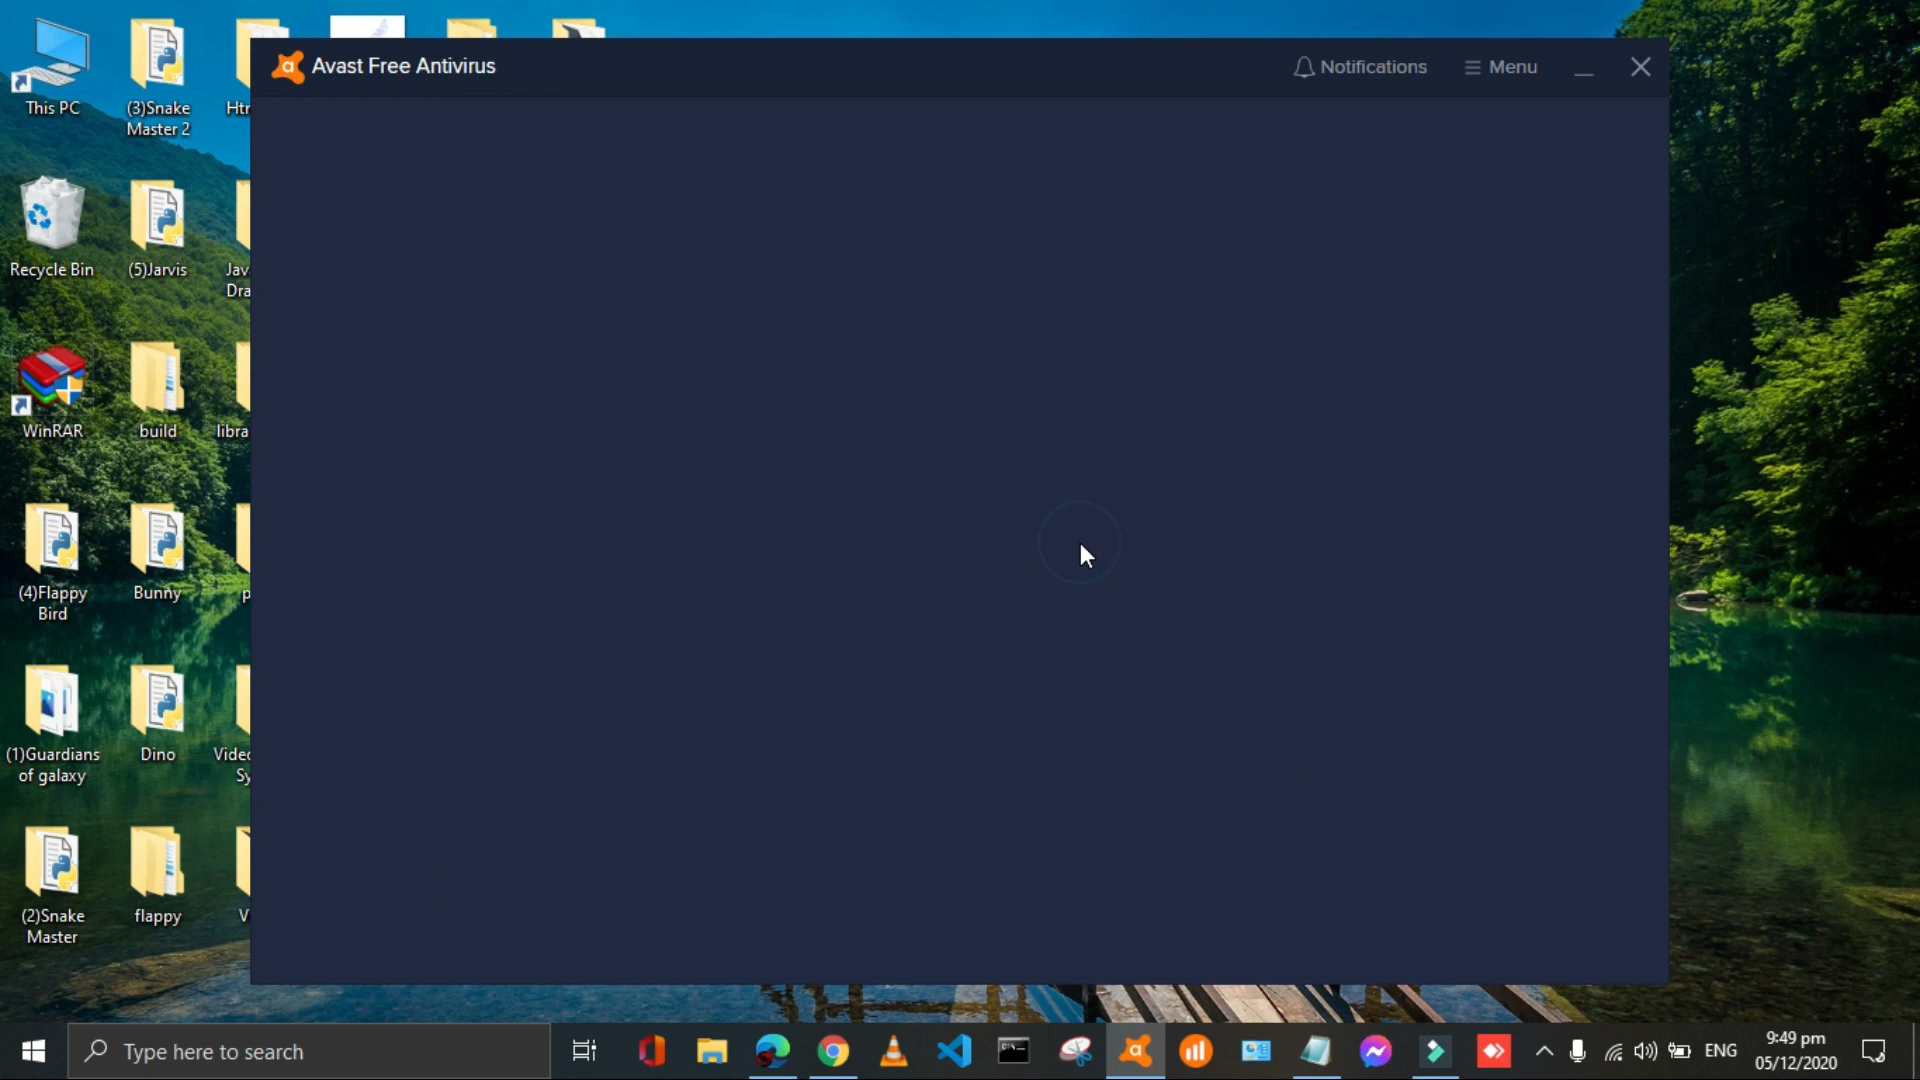 Avast Free Antivirus
Notifications
Menu
This PC
(3)Snake
Master 2
Recycle Bin
(5)Jarvis
WinRAR
build
(4)Flappy
Bird
Bunny
(1)Guardians
of galaxy
Dino
(2)Snake
Master
flappy
Type here to search
ENG
9:49 pm
05/12/2020